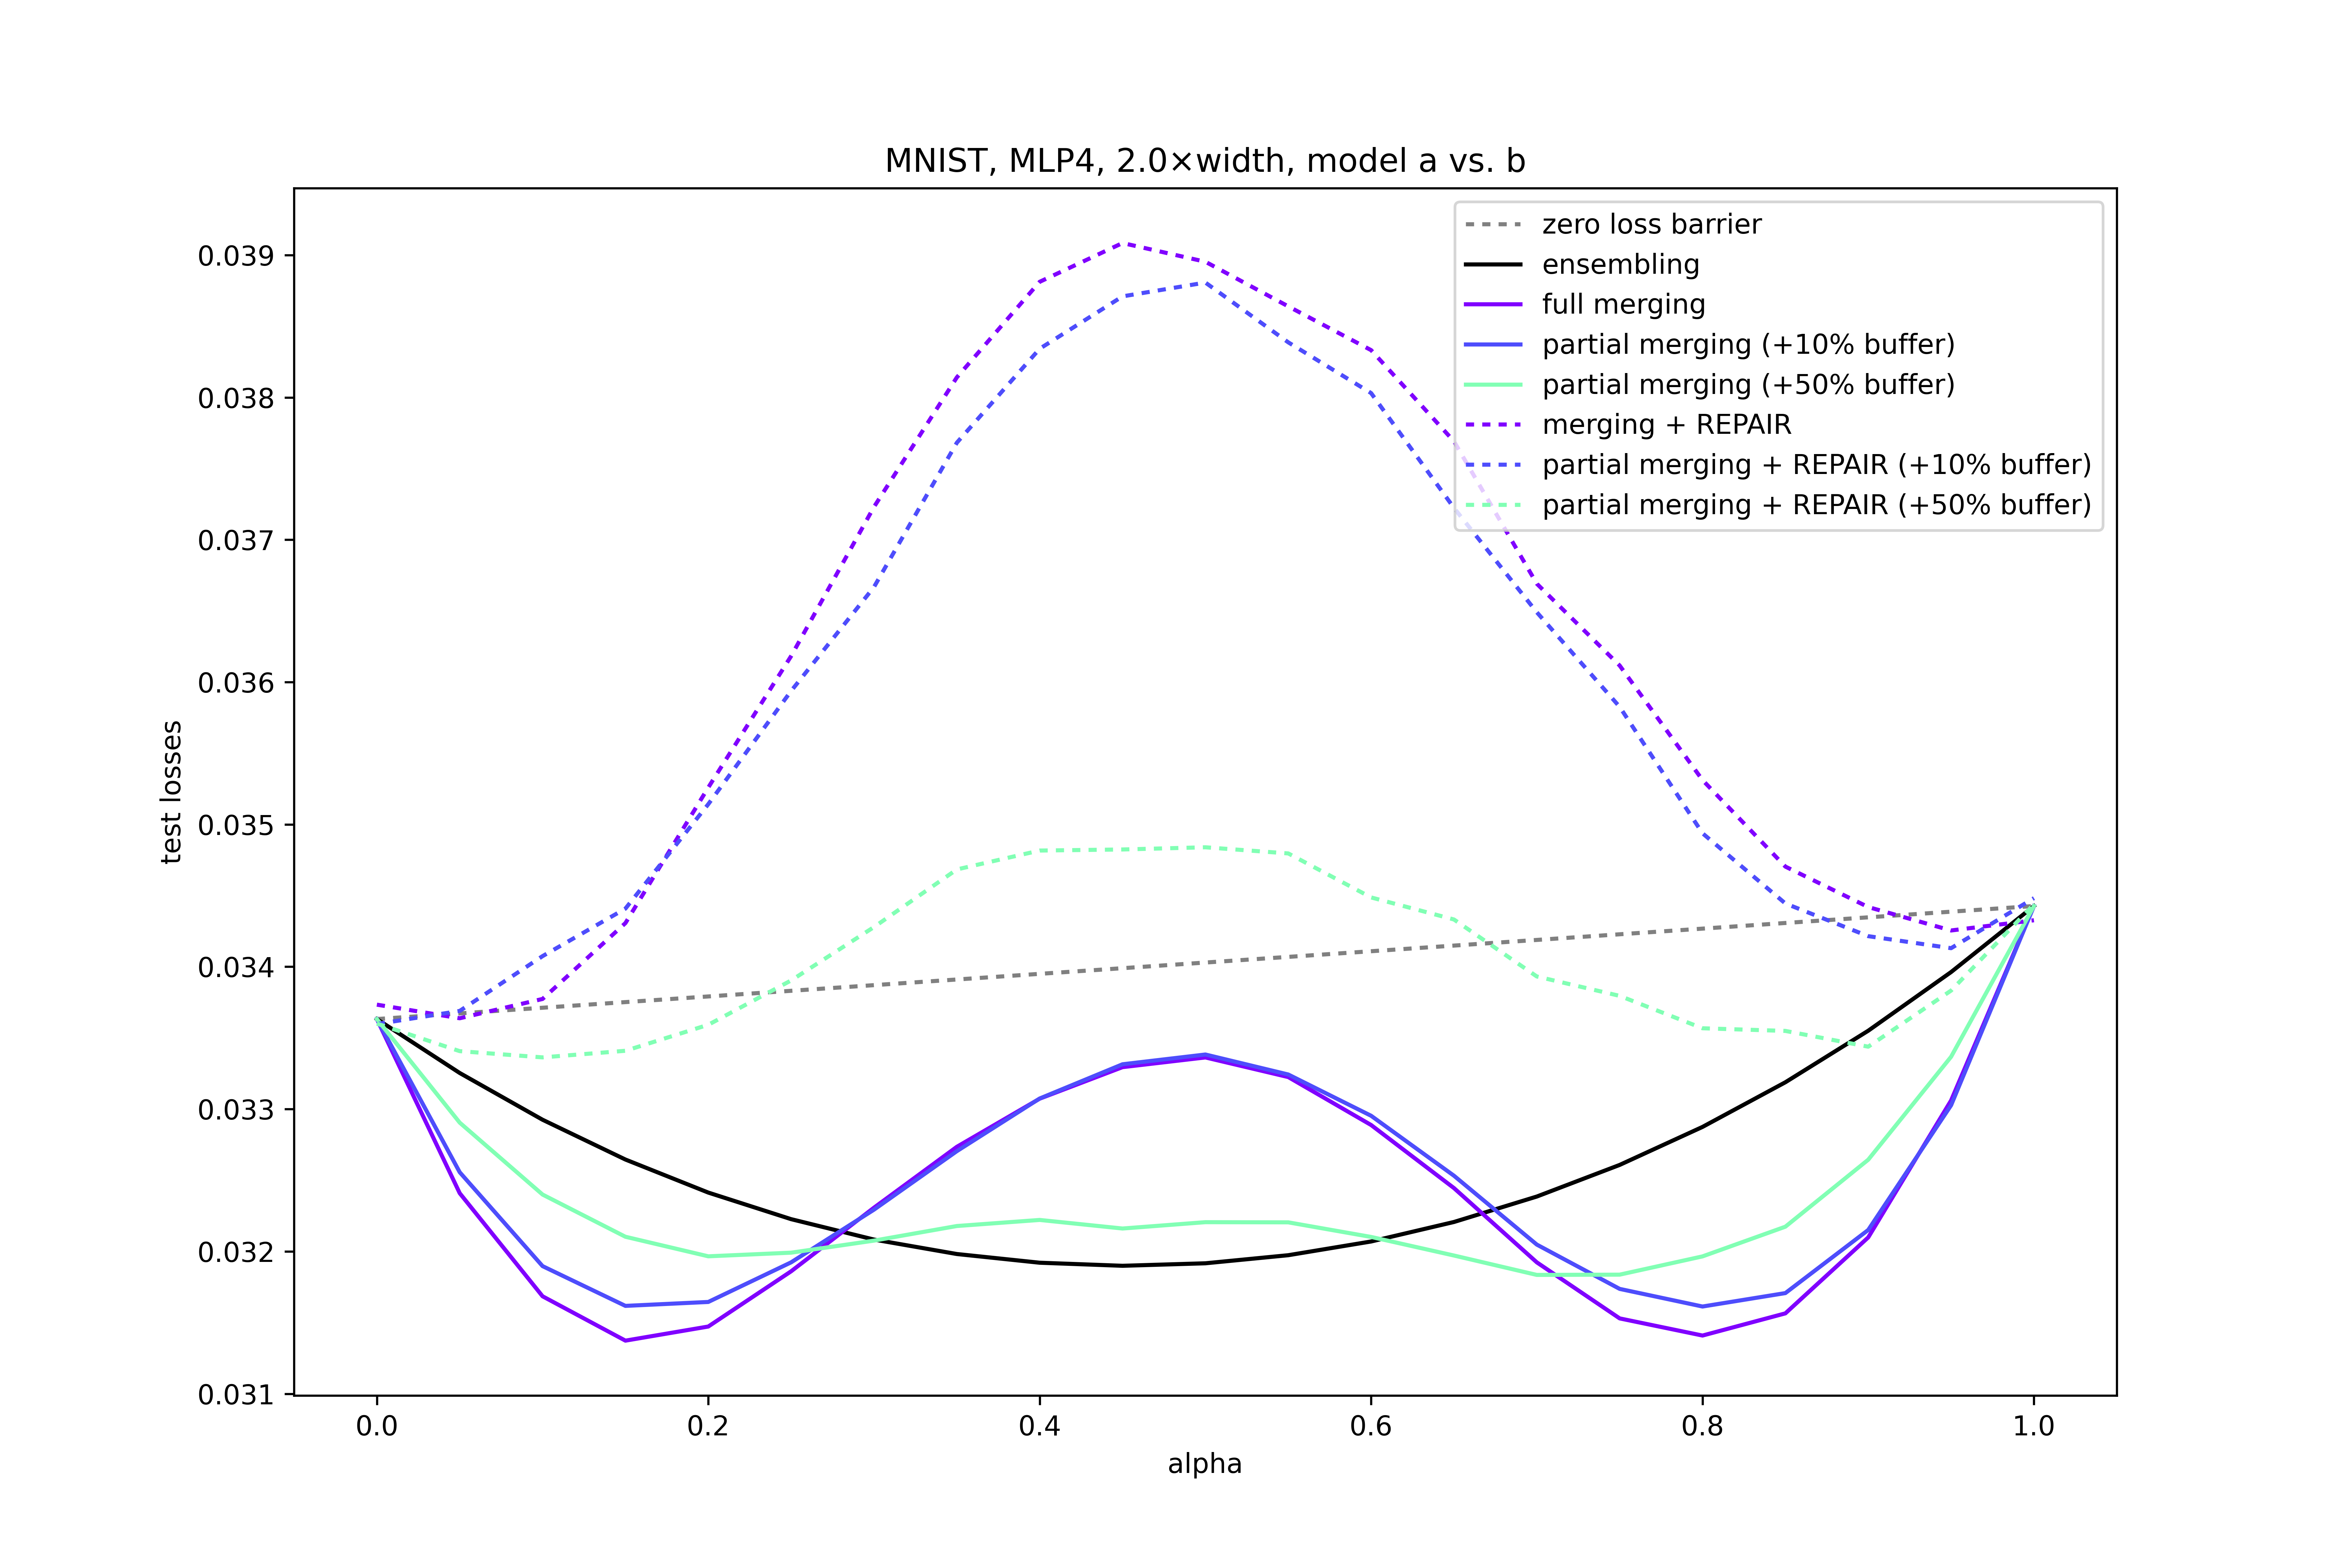 MNIST, MLP4, 2.0×width, model a vs. b
zero loss barrier
ensembling
full merging
partial merging (+10% buffer)
partial merging (+50% buffer)
merging + REPAIR
partial merging + REPAIR (+10% buffer)
partial merging + REPAIR (+50% buffer)
test losses
0.039
0.038
0.037
0.036
0.035
0.034
0.033
0.032
0.031
0.0 0.2 0.4 0.6 0.8 1.0
alpha